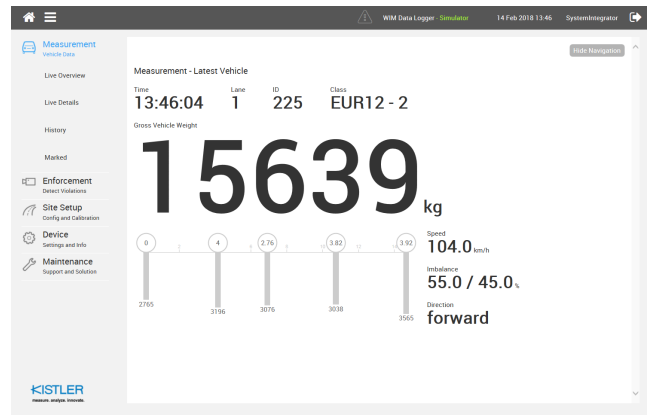 WIM Data Logger - Simulator 14 Feb 2018 13:46 SystemIntegrator
Measurement
Vehicle Data
Live Overview
Live Details
History
Marked
Enforcement
Detect Violations
Site Setup
Config and Calibration
Device
Settings and Info
Maintenance
Support and Solution
KISTLER
measure. analyze. innovate.
Hide Navigation
Measurement - Latest Vehicle
Time Lane ID Class
13:46:04 1 225 EUR12 - 2
Gross Vehicle Weight
15639 kg
0 4 2.76 3.82 3.92
2765 3196 3076 3038 3565
Speed
104.0 km/h
Imbalance
55.0 / 45.0 %
Direction
forward